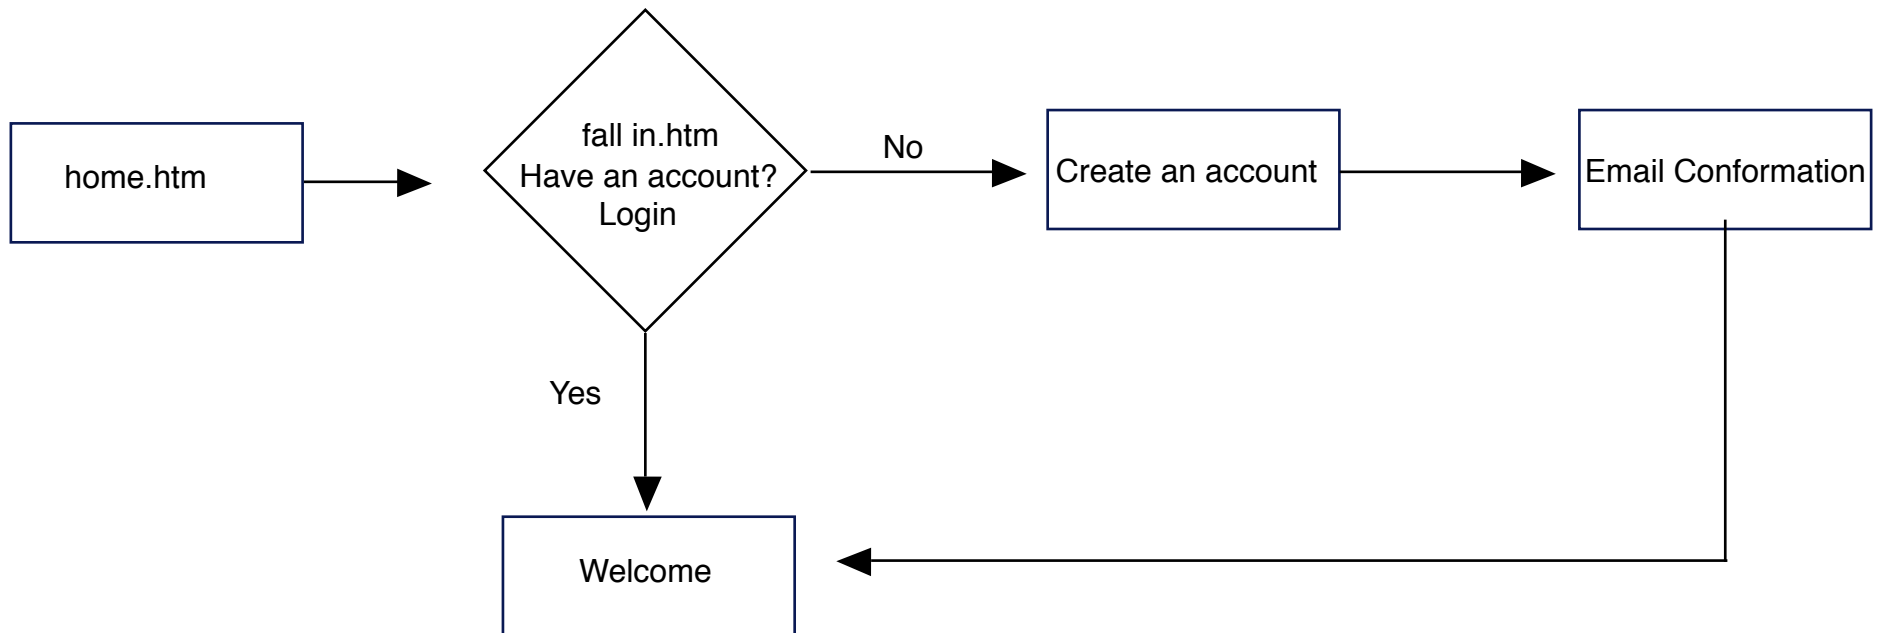 home.htm
fall in.htm
Have an account?
Login
No
Create an account
Email Conformation
Yes
Welcome